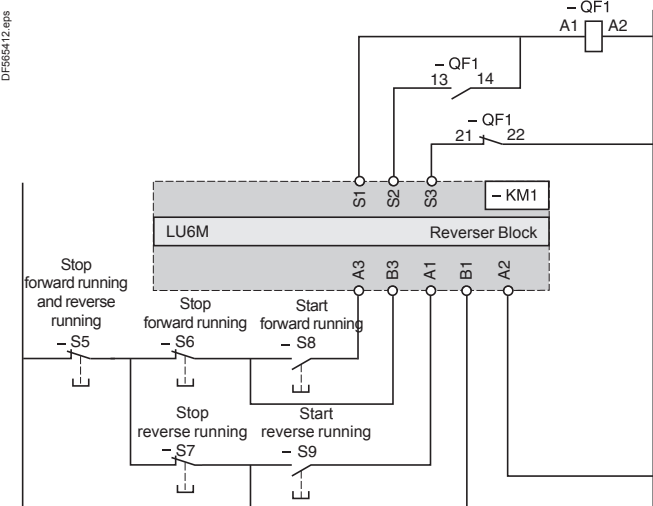 DF565412.eps
– QF1
A1 A2
– QF1
13 14
– QF1
21 22
S1
S2
S3
– KM1
LU6M
Reverser Block
A3
B3
A1
B1
A2
Stop
forward running
and reverse
running
– S5
Stop
forward running
– S6
Start
forward running
– S8
Stop
reverse running
– S7
Start
reverse running
– S9